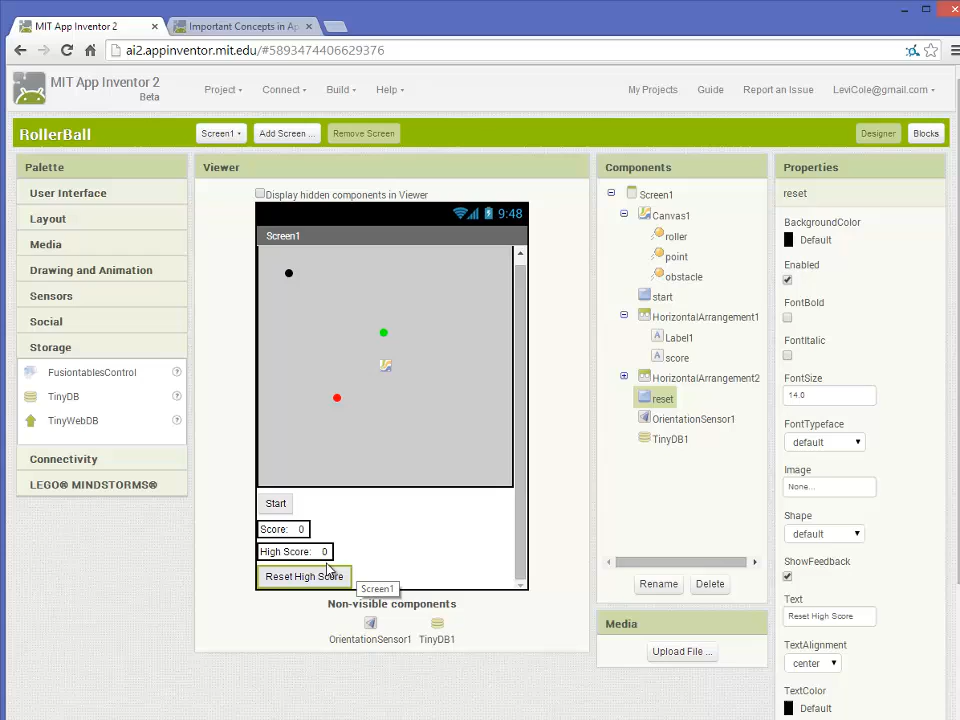 MIT App Inventor 2
Important Concepts in Ap
ai2.appinventor.mit.edu/#5893474406629376
MIT App Inventor 2
Beta
Project
Connect
Build
Help
My Projects
Guide
Report an Issue
LeviCole@gmail.com
RollerBall
Screen1
Add Screen ...
Remove Screen
Designer
Blocks
Palette
User Interface
Layout
Media
Drawing and Animation
Sensors
Social
Storage
FusiontablesControl
TinyDB
TinyWebDB
Connectivity
LEGO® MINDSTORMS®
Viewer
Display hidden components in Viewer
9:48
Screen1
Start
Score: 0
High Score: 0
Reset High Score
Screen1
Non-visible components
OrientationSensor1
TinyDB1
Components
Screen1
Canvas1
roller
point
obstacle
start
HorizontalArrangement1
Label1
score
HorizontalArrangement2
reset
OrientationSensor1
TinyDB1
Rename
Delete
Media
Upload File ...
Properties
reset
BackgroundColor
Default
Enabled
FontBold
FontItalic
FontSize
14.0
FontTypeface
default
Image
None...
Shape
default
ShowFeedback
Text
Reset High Score
TextAlignment
center
TextColor
Default